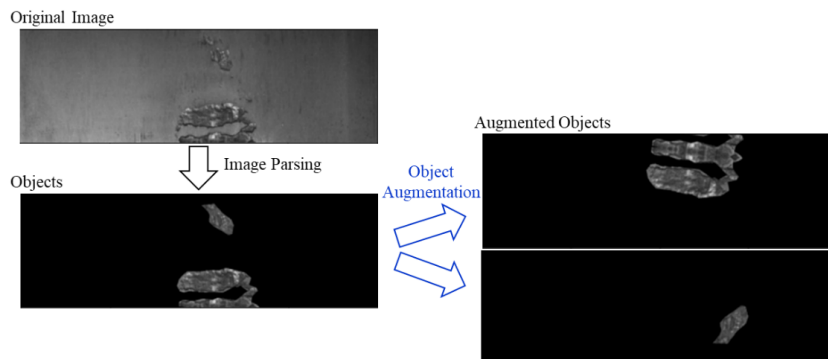 Original Image
Image Parsing
Objects
Object
Augmentation
Augmented Objects